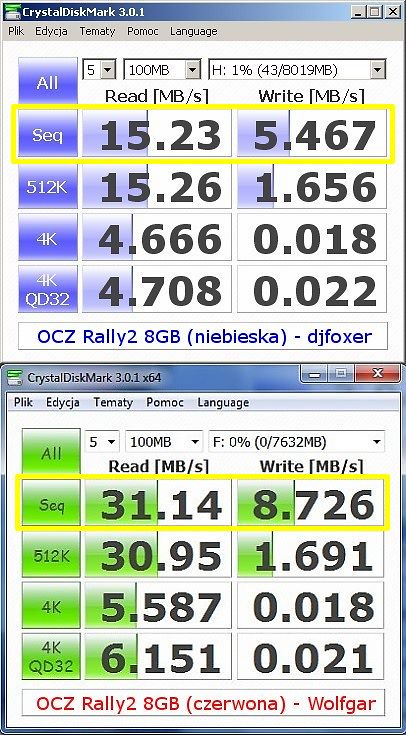 CrystalDiskMark 3.0.1
Plik Edycja Tematy Pomoc Language
All 5 100MB H: 1% (43/8019MB)
Read [MB/s] Write [MB/s]
Seq 15.23 5.467
512K 15.26 1.656
4K 4.666 0.018
4K QD32 4.708 0.022
OCZ Rally2 8GB (niebieska) - djfoxer
CrystalDiskMark 3.0.1 x64
Plik Edycja Tematy Pomoc Language
All 5 100MB F: 0% (0/7632MB)
Read [MB/s] Write [MB/s]
Seq 31.14 8.726
512K 30.95 1.691
4K 5.587 0.018
4K QD32 6.151 0.021
OCZ Rally2 8GB (czerwona) - Wolfgar